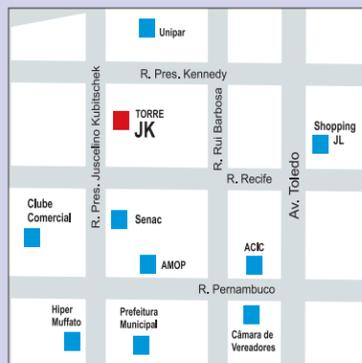 Unipar
R. Pres. Kennedy
R. Pres. Juscelino Kubitschek
TORRE
JK
R. Rui Barbosa
Shopping
JL
R. Recife
Av. Toledo
Clube
Comercial
Senac
AMOP
ACIC
R. Pernambuco
Hiper
Muffato
Prefeitura
Municipal
Câmara de
Vereadores